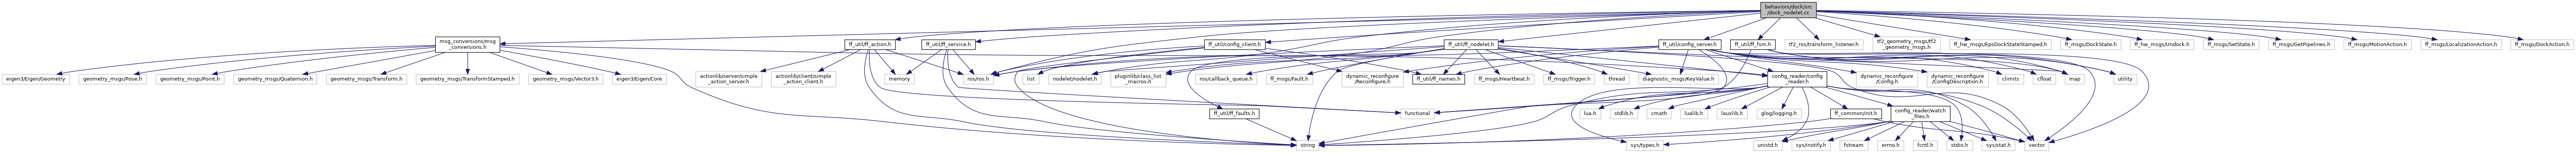 behaviors/dock/src
/dock_nodelet.cc
msg_conversions/msg
_conversions.h
ff_util/ff_action.h
ff_util/ff_service.h
ff_util/config_client.h
ff_util/ff_nodelet.h
ff_util/config_server.h
ff_util/ff_fsm.h
tf2_ros/transform_listener.h
tf2_geometry_msgs/tf2
_geometry_msgs.h
ff_hw_msgs/EpsDockStateStamped.h
ff_msgs/DockState.h
ff_hw_msgs/Undock.h
ff_msgs/SetState.h
ff_msgs/GetPipelines.h
ff_msgs/MotionAction.h
ff_msgs/LocalizationAction.h
ff_msgs/DockAction.h
eigen3/Eigen/Geometry
geometry_msgs/Pose.h
geometry_msgs/Point.h
geometry_msgs/Quaternion.h
geometry_msgs/Transform.h
geometry_msgs/TransformStamped.h
geometry_msgs/Vector3.h
eigen3/Eigen/Core
actionlib/server/simple
_action_server.h
actionlib/client/simple
_action_client.h
memory
ros/ros.h
list
nodelet/nodelet.h
pluginlib/class_list
_macros.h
ros/callback_queue.h
ff_msgs/Fault.h
dynamic_reconfigure
/Reconfigure.h
ff_util/ff_names.h
ff_msgs/Heartbeat.h
ff_msgs/Trigger.h
thread
diagnostic_msgs/KeyValue.h
config_reader/config
_reader.h
dynamic_reconfigure
/Config.h
dynamic_reconfigure
/ConfigDescription.h
climits
cfloat
map
utility
ff_util/ff_faults.h
functional
lua.h
stdlib.h
cmath
lualib.h
lauxlib.h
glog/logging.h
ff_common/init.h
config_reader/watch
_files.h
string
sys/types.h
unistd.h
sys/inotify.h
fstream
errno.h
fcntl.h
stdio.h
sys/stat.h
vector